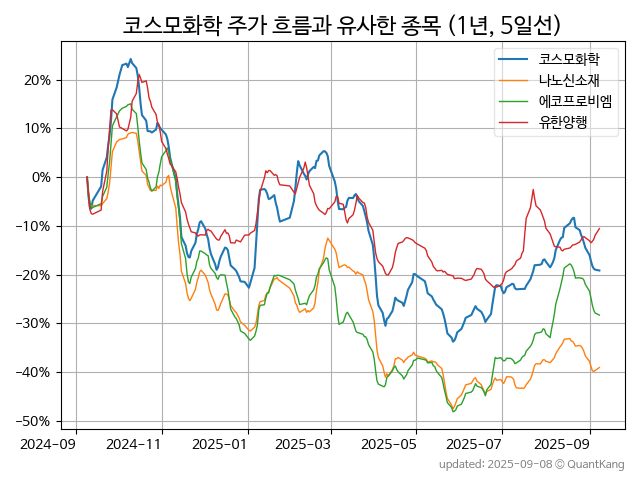 코스모화학 주가 흐름과 유사한 종목 (1년, 5일선)
코스모화학
나노신소재
에코프로비엠
유한양행
20%
10%
0%
−10%
−20%
−30%
−40%
−50%
2024-09
2024-11
2025-01
2025-03
2025-05
2025-07
2025-09
updated: 2025-09-08 © QuantKang